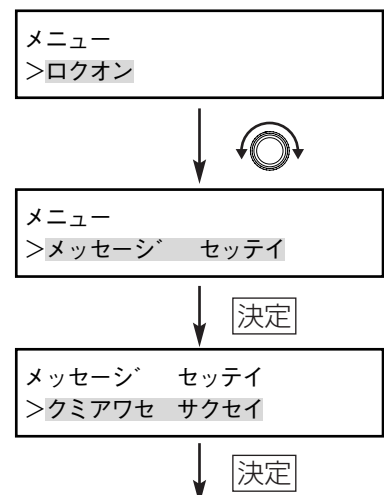 メニュー
>ロクオン
メニュー
>メッセージ セッテイ
決定
メッセージ セッテイ
>クミアワセ サクセイ
決定